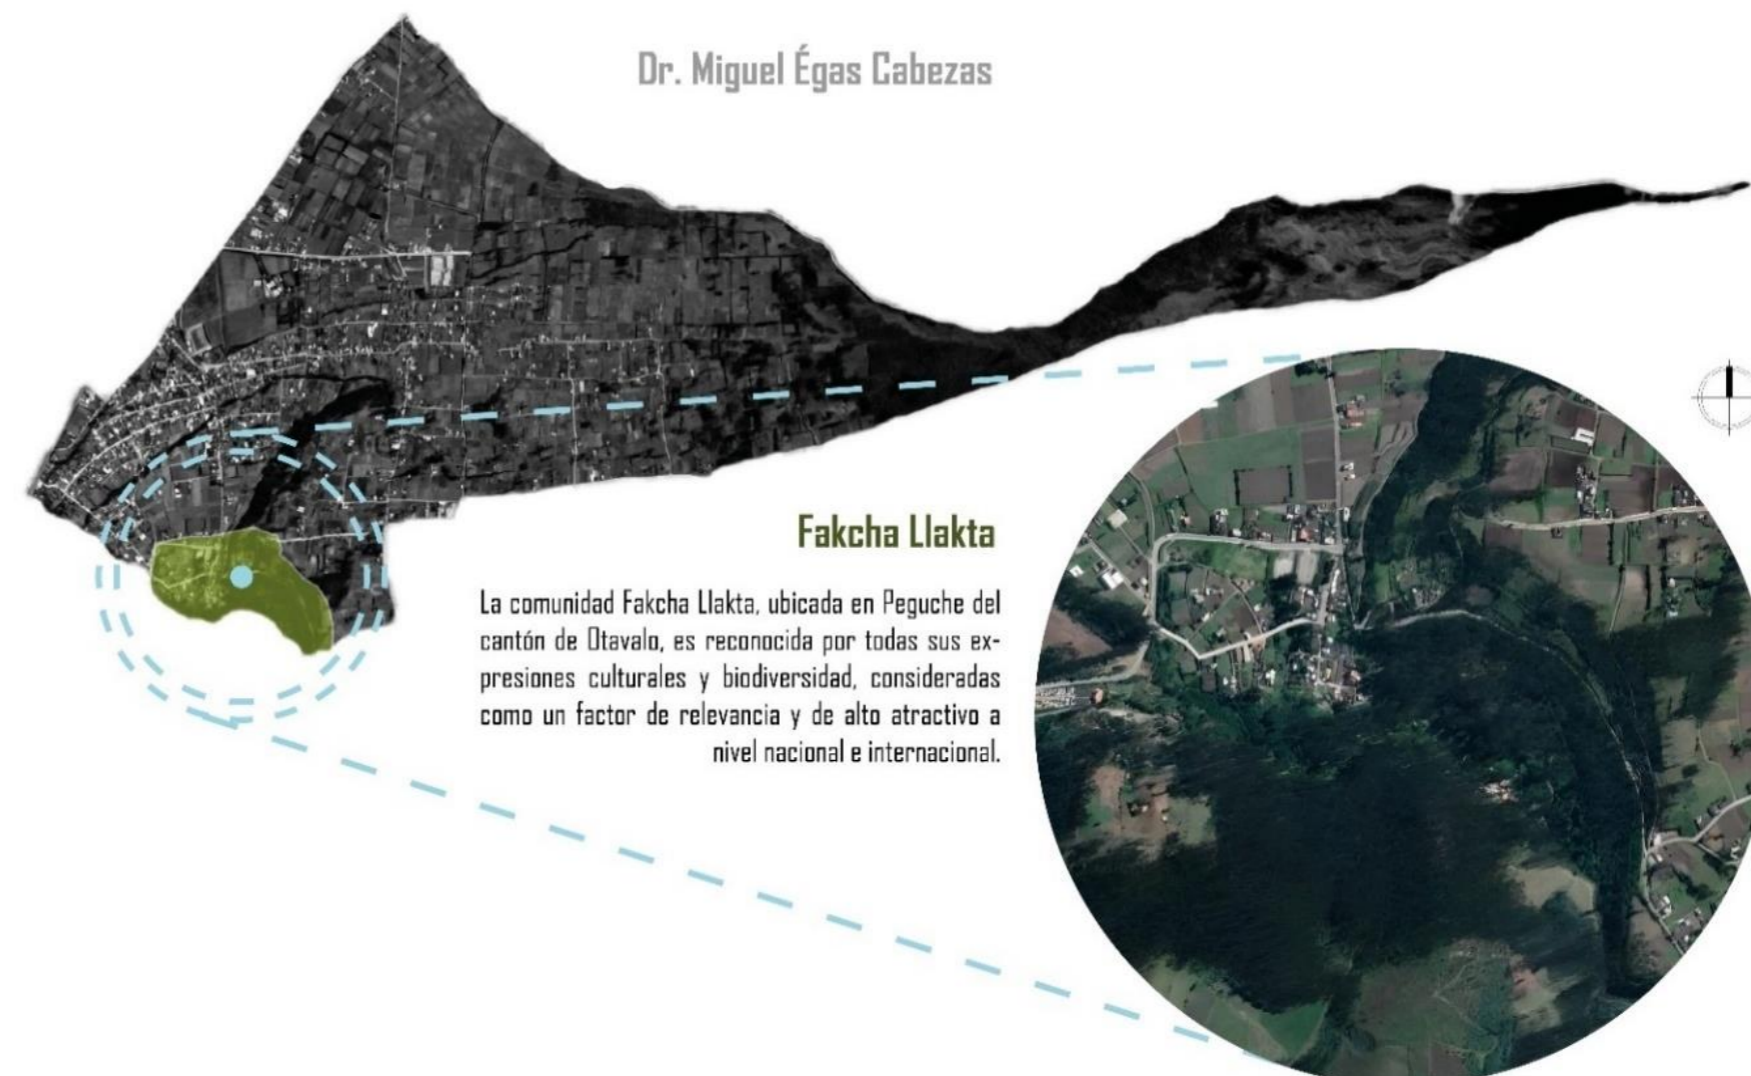 Dr. Miguel Égas Cabezas
Fakcha Llakta
La comunidad Fakcha Llakta, ubicada en Peguche del
cantón de Otavalo, es reconocida por todas sus ex-
presiones culturales y biodiversidad, consideradas
como un factor de relevancia y de alto atractivo a
nivel nacional e internacional.